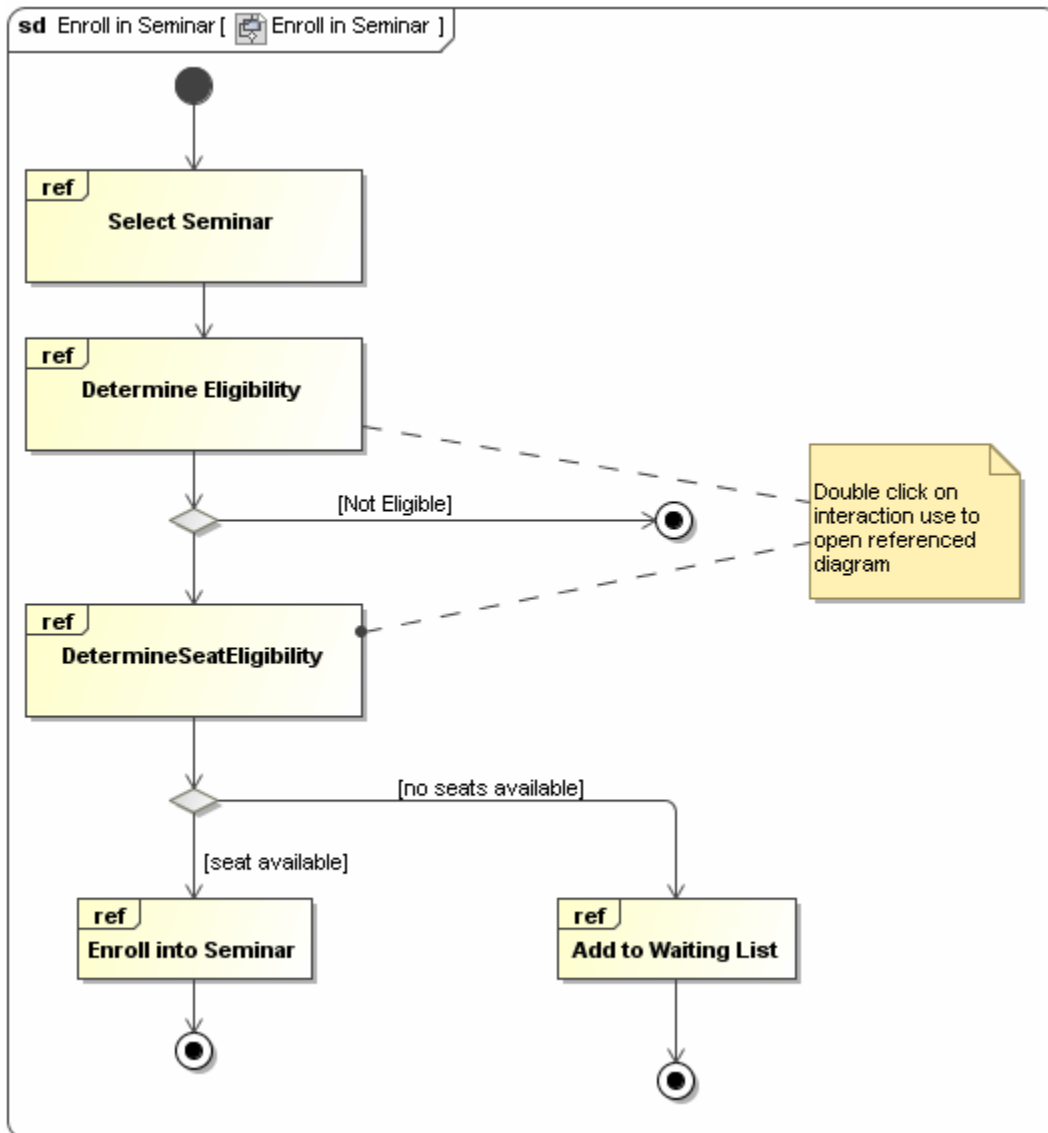 sd Enroll in Seminar [ Enroll in Seminar ]
ref
Select Seminar
ref
Determine Eligibility
[Not Eligible]
Double click on
interaction use to
open referenced
diagram
ref
DetermineSeatEligibility
[no seats available]
[seat available]
ref
Enroll into Seminar
ref
Add to Waiting List